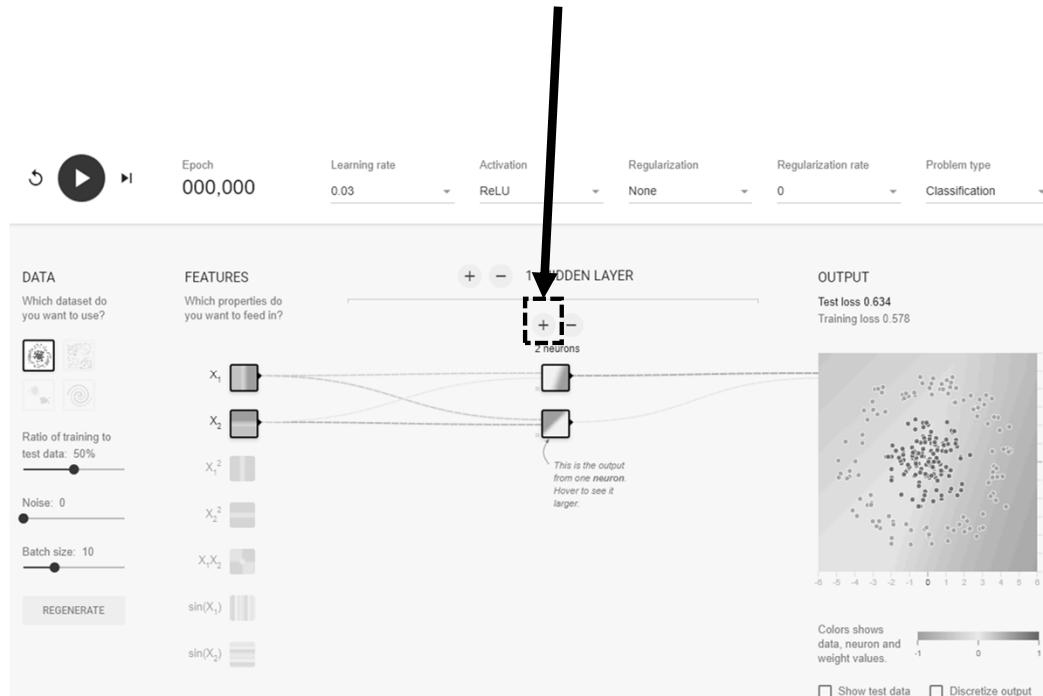 Epoch
000,000
Learning rate
0.03
Activation
ReLU
Regularization
None
Regularization rate
0
Problem type
Classification
DATA
Which dataset do
you want to use?
Ratio of training to
test data: 50%
Noise: 0
Batch size: 10
REGENERATE
FEATURES
Which properties do
you want to feed in?
X₁
X₂
X₁²
X₂²
X₁X₂
sin(X₁)
sin(X₂)
+ − 1 HIDDEN LAYER
+ −
2 neurons
This is the output
from one neuron.
Hover to see it
larger.
OUTPUT
Test loss 0.634
Training loss 0.578
-6 -5 -4 -3 -2 -1 0 1 2 3 4 5 6
Colors shows
data, neuron and
weight values.
-1 0 1
Show test data
Discretize output